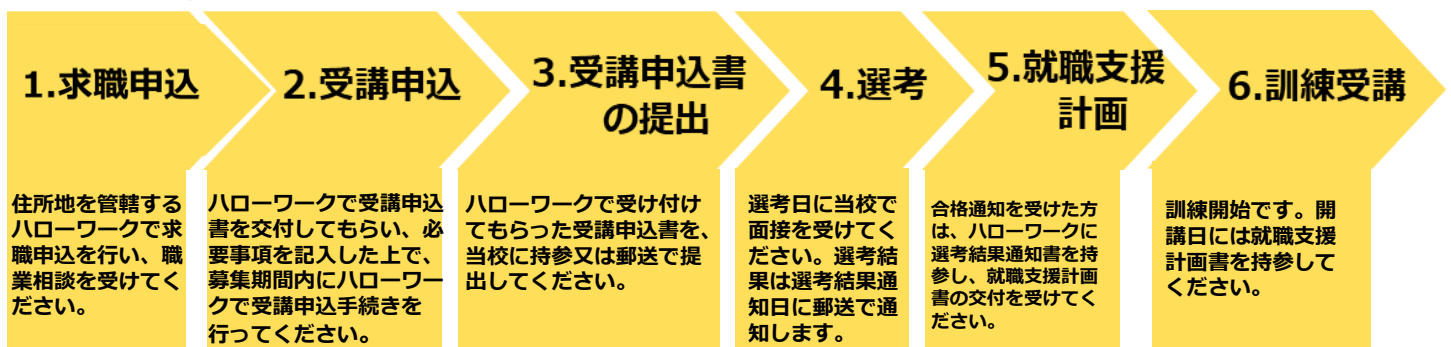 1.求職申込
住所地を管轄する
ハローワークで求
職申込を行い、職
業相談を受けてく
ださい。
2.受講申込
ハローワークで受講申込
書を交付してもらい、必
要事項を記入した上で、
募集期間内にハローワー
クで受講申込手続きを
行ってください。
3.受講申込書
の提出
ハローワークで受け付け
てもらった受講申込書を、
当校に持参又は郵送で提
出してください。
4.選考
選考日に当校で
面接を受けてく
ださい。選考結
果は選考結果通
知日に郵送で通
知します。
5.就職支援
計画
合格通知を受けた方
は、ハローワークに
選考結果通知書を持
参し、就職支援計画
書の交付を受けてく
ださい。
6.訓練受講
訓練開始です。開
講日には就職支援
計画書を持参して
ください。